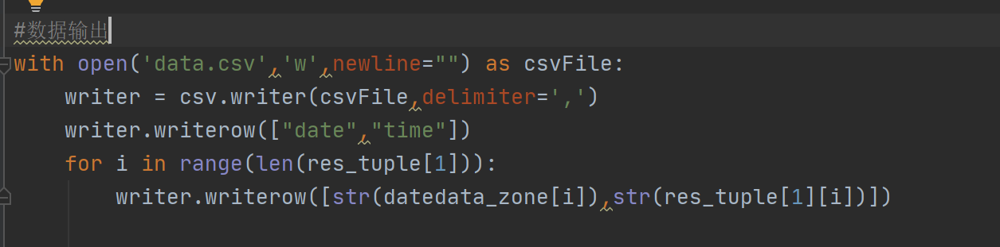 #数据输出
with open('data.csv','w',newline="") as csvFile:
    writer = csv.writer(csvFile,delimiter=',')
    writer.writerow(["date","time"])
    for i in range(len(res_tuple[1])):
        writer.writerow([str(datedata_zone[i]),str(res_tuple[1][i])])